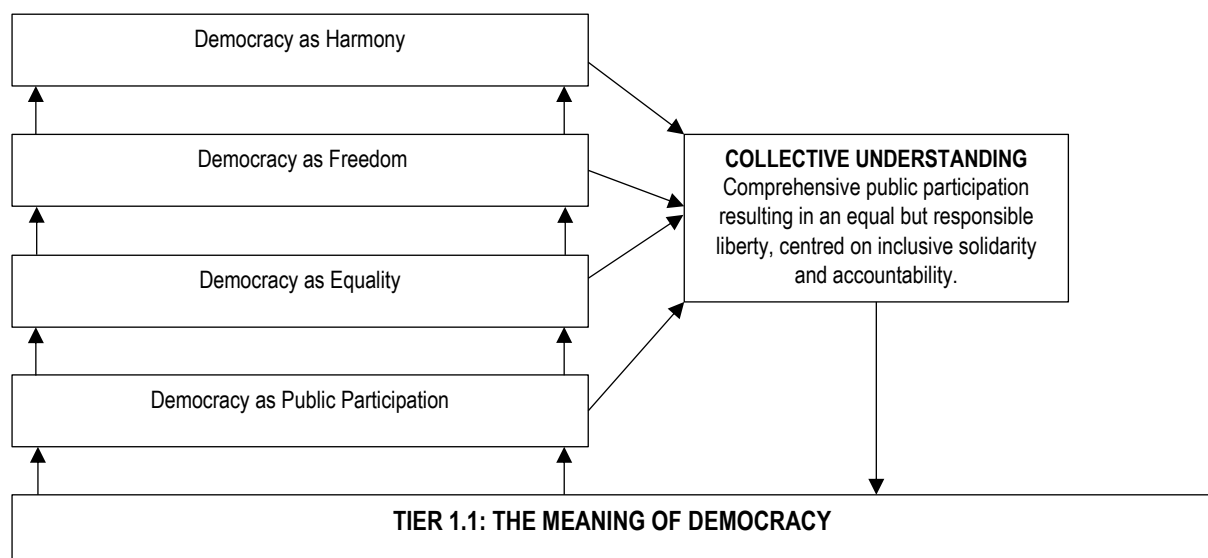 Democracy as Harmony
Democracy as Freedom
COLLECTIVE UNDERSTANDING
Comprehensive public participation
resulting in an equal but responsible
liberty, centred on inclusive solidarity
and accountability.
Democracy as Equality
Democracy as Public Participation
TIER 1.1: THE MEANING OF DEMOCRACY